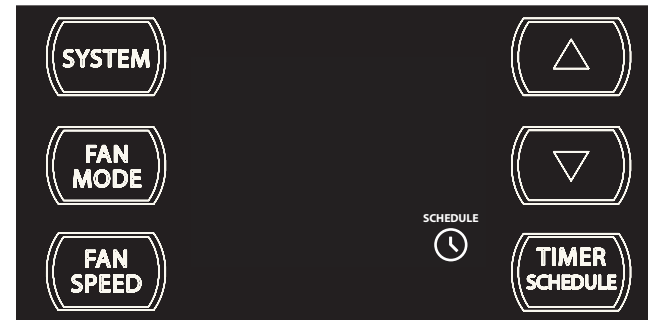 SYSTEM
FAN
MODE
FAN
SPEED
SCHEDULE
TIMER
SCHEDULE